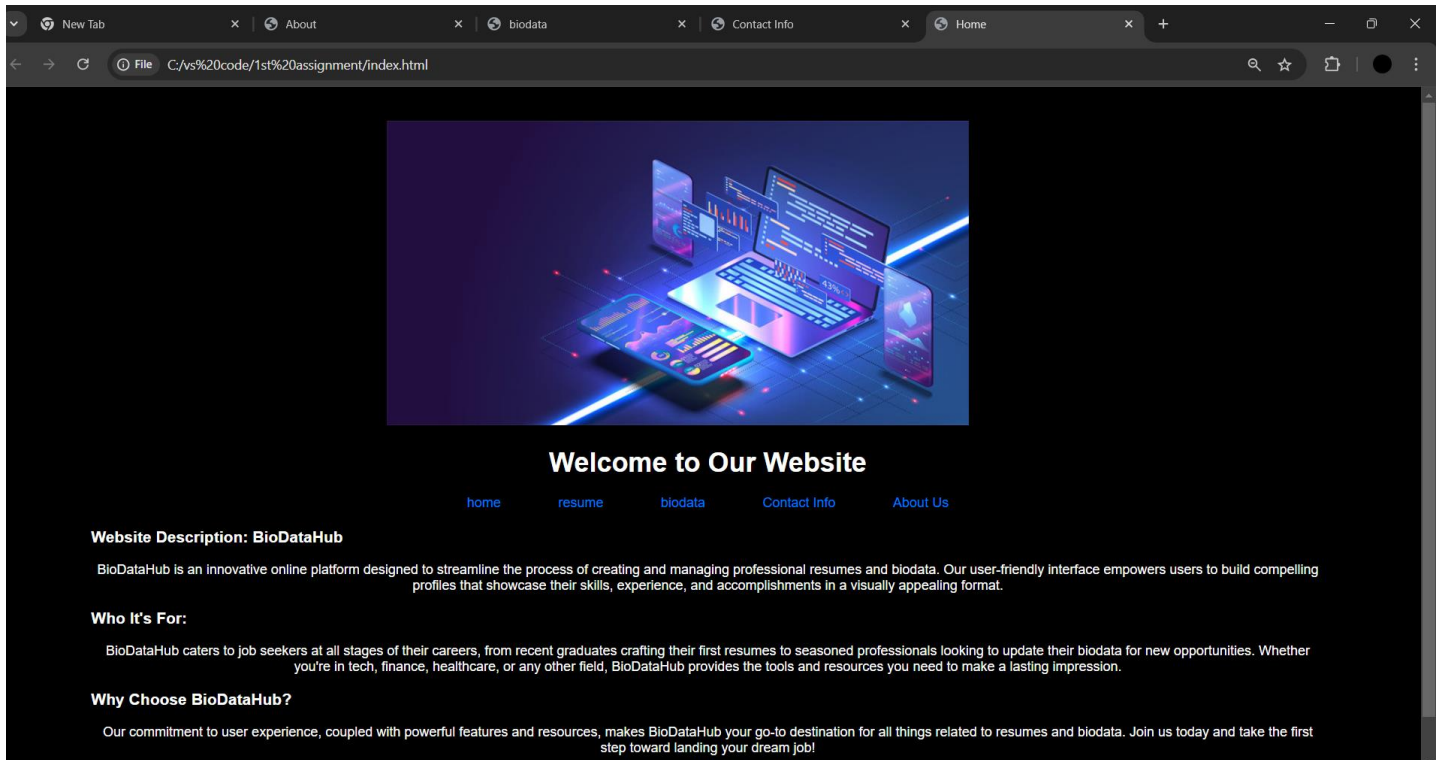 New Tab
About
biodata
Contact Info
Home
File C:/vs%20code/1st%20assignment/index.html
43%
Welcome to Our Website
home resume biodata Contact Info About Us
Website Description: BioDataHub
BioDataHub is an innovative online platform designed to streamline the process of creating and managing professional resumes and biodata. Our user-friendly interface empowers users to build compelling
profiles that showcase their skills, experience, and accomplishments in a visually appealing format.
Who It's For:
BioDataHub caters to job seekers at all stages of their careers, from recent graduates crafting their first resumes to seasoned professionals looking to update their biodata for new opportunities. Whether
you're in tech, finance, healthcare, or any other field, BioDataHub provides the tools and resources you need to make a lasting impression.
Why Choose BioDataHub?
Our commitment to user experience, coupled with powerful features and resources, makes BioDataHub your go-to destination for all things related to resumes and biodata. Join us today and take the first
step toward landing your dream job!